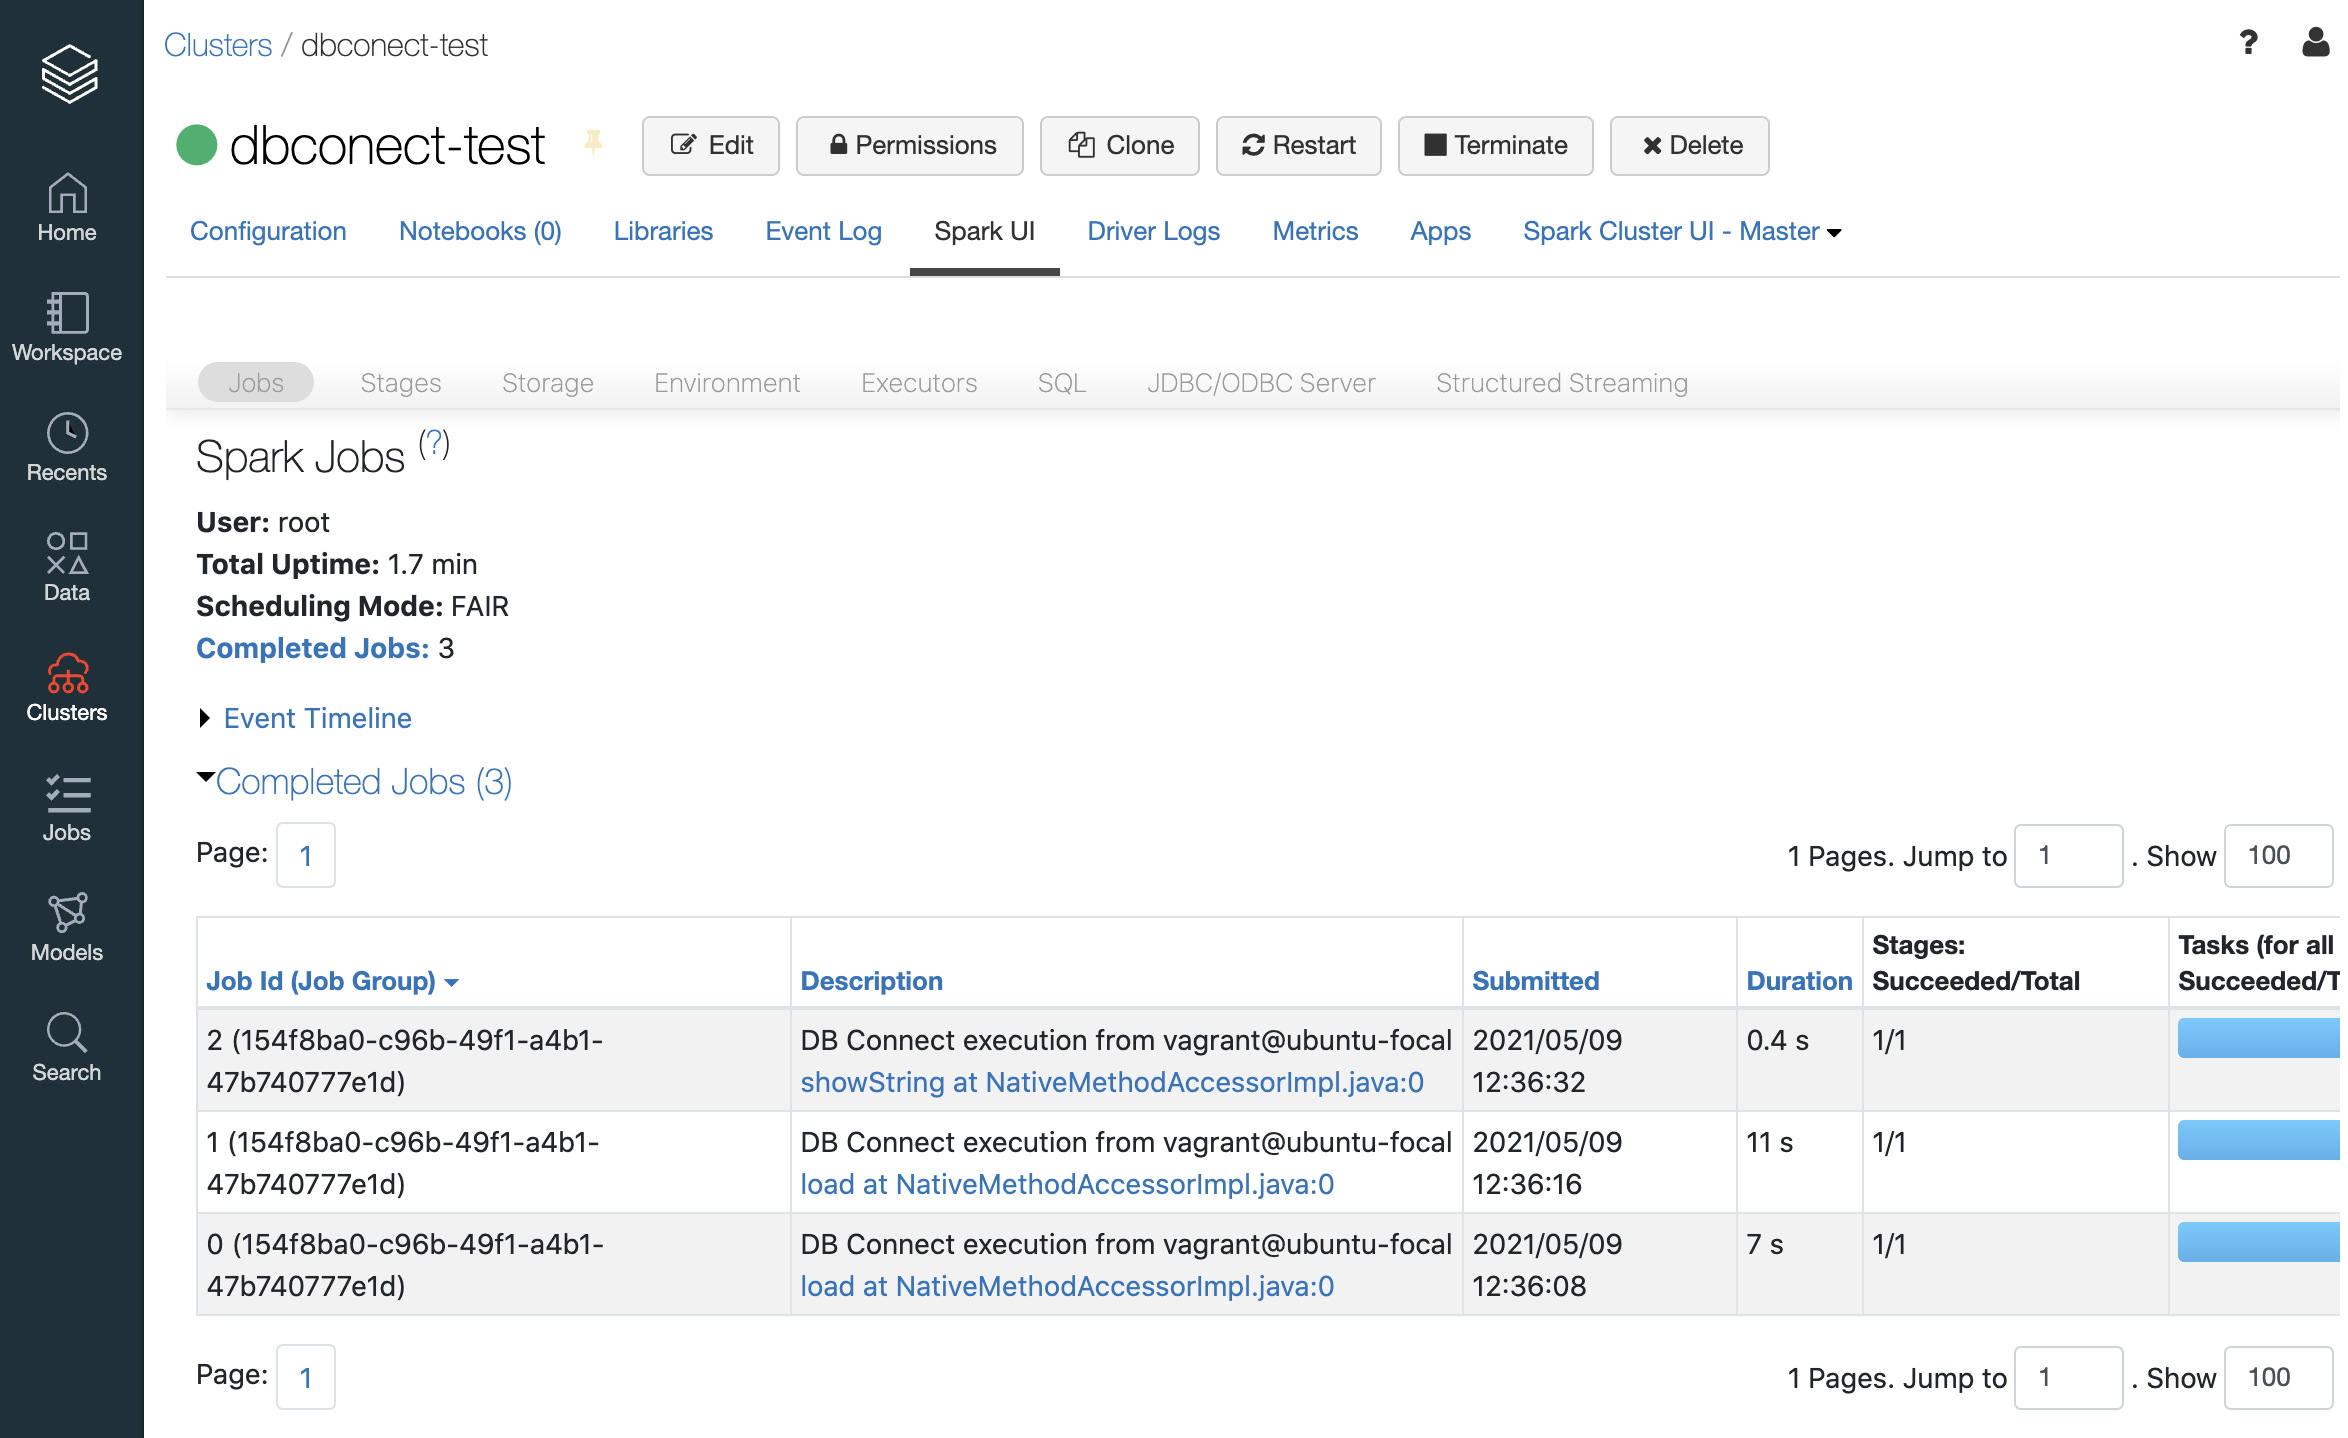 Clusters / dbconect-test
?
dbconect-test
Edit
Permissions
Clone
Restart
Terminate
Delete
Home
Workspace
Recents
Data
Clusters
Jobs
Models
Search
Configuration
Notebooks (0)
Libraries
Event Log
Spark UI
Driver Logs
Metrics
Apps
Spark Cluster UI - Master
Jobs
Stages
Storage
Environment
Executors
SQL
JDBC/ODBC Server
Structured Streaming
Spark Jobs (?)
User: root
Total Uptime: 1.7 min
Scheduling Mode: FAIR
Completed Jobs: 3
Event Timeline
Completed Jobs (3)
Page: 1
1 Pages. Jump to 1 . Show 100
Job Id (Job Group)
Description
Submitted
Duration
Stages:
Succeeded/Total
Tasks (for all
Succeeded/T
2 (154f8ba0-c96b-49f1-a4b1-
47b740777e1d)
DB Connect execution from vagrant@ubuntu-focal
showString at NativeMethodAccessorImpl.java:0
2021/05/09
12:36:32
0.4 s
1/1
1 (154f8ba0-c96b-49f1-a4b1-
47b740777e1d)
DB Connect execution from vagrant@ubuntu-focal
load at NativeMethodAccessorImpl.java:0
2021/05/09
12:36:16
11 s
1/1
0 (154f8ba0-c96b-49f1-a4b1-
47b740777e1d)
DB Connect execution from vagrant@ubuntu-focal
load at NativeMethodAccessorImpl.java:0
2021/05/09
12:36:08
7 s
1/1
Page: 1
1 Pages. Jump to 1 . Show 100